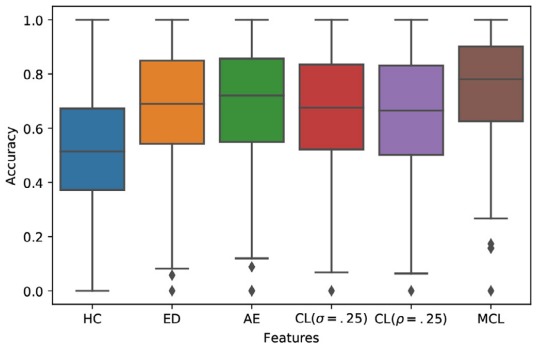 1.0
0.8
0.6
0.4
0.2
0.0
Accuracy
HC ED AE CL(σ = .25) CL(ρ = .25) MCL
Features